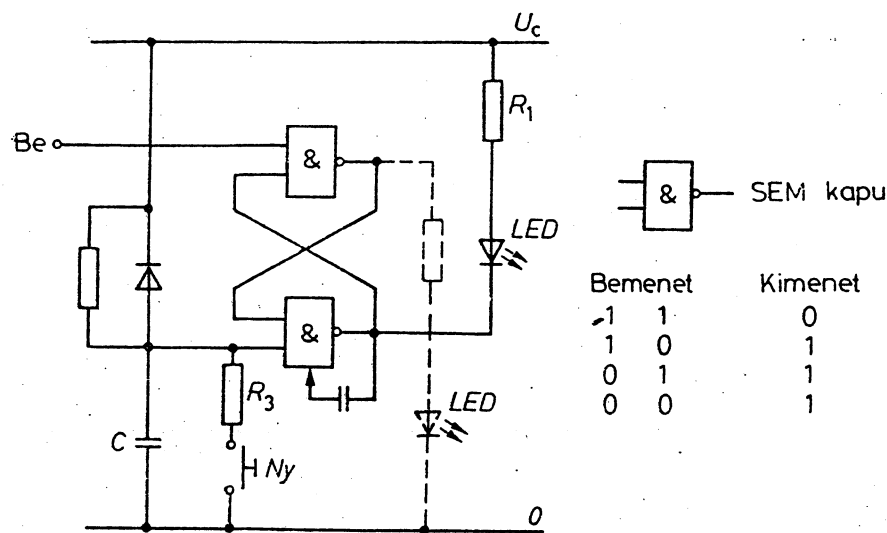 U_c
R_1
Be
&
& SEM kapu
LED
Bemenet Kimenet
1 1 0
1 0 1
0 1 1
0 0 1
&
R_3
LED
C
Ny
0